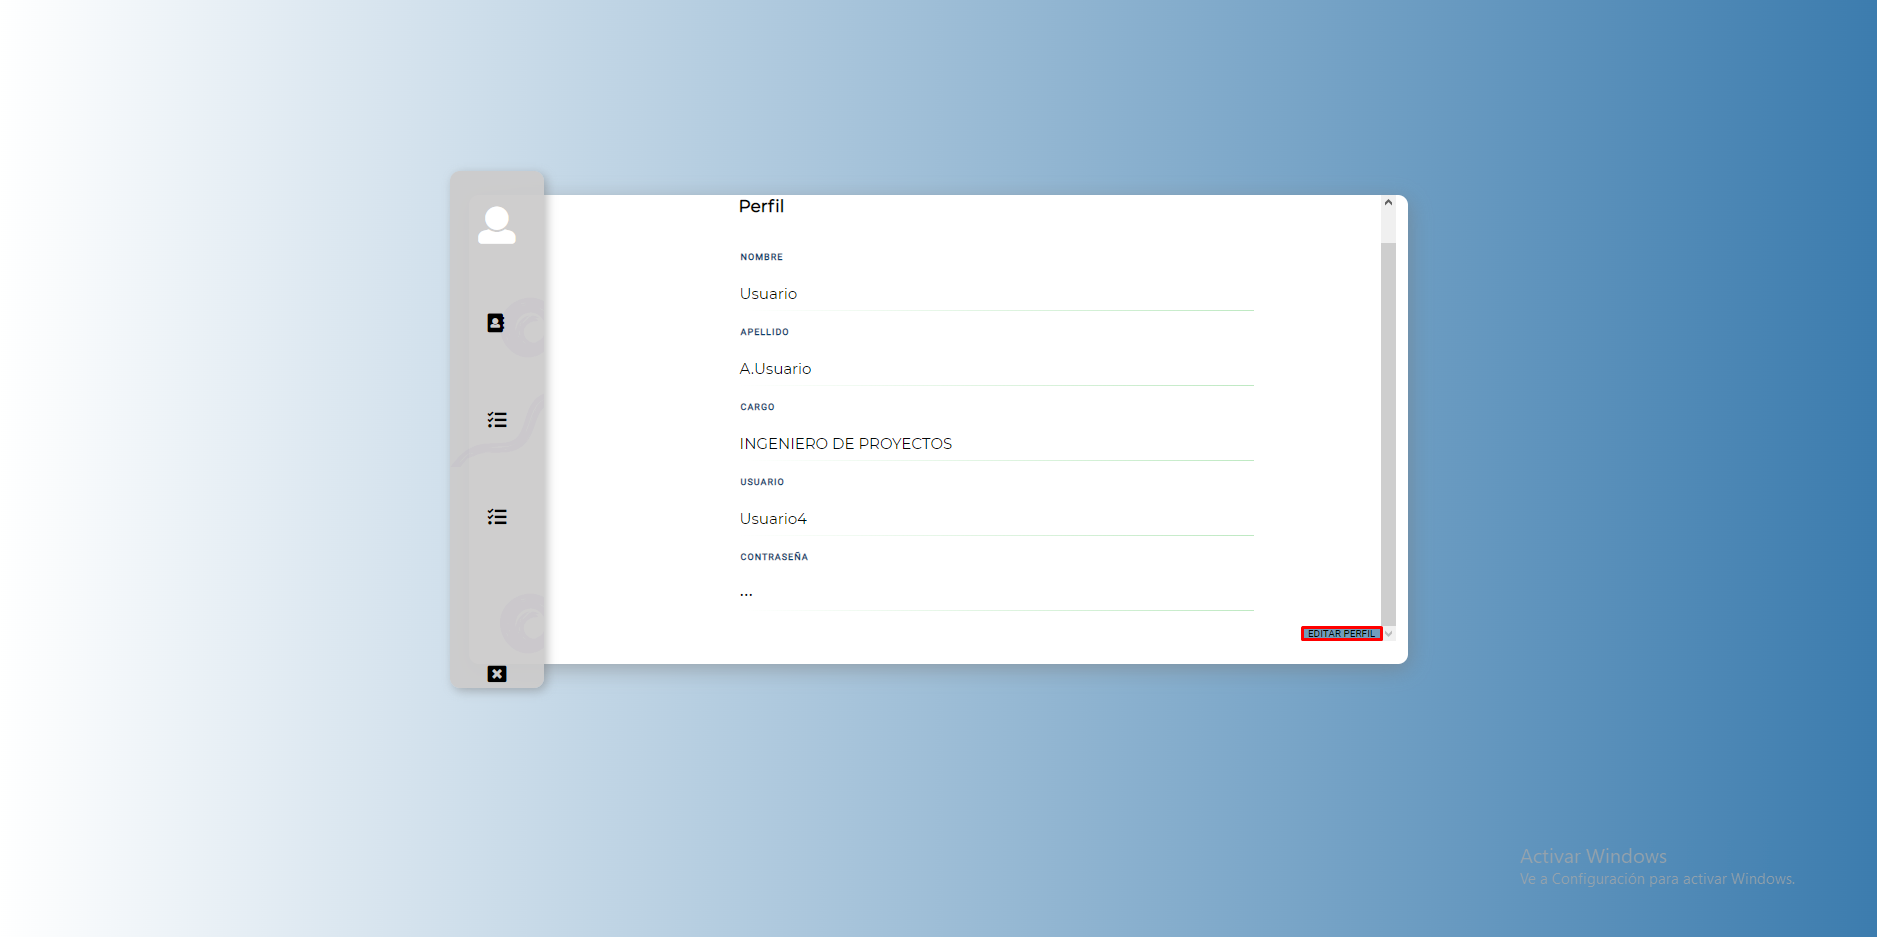 Perfil
NOMBRE
Usuario
APELLIDO
A.Usuario
CARGO
INGENIERO DE PROYECTOS
USUARIO
Usuario4
CONTRASEÑA
...
EDITAR PERFIL
Activar Windows
Ve a Configuración para activar Windows.